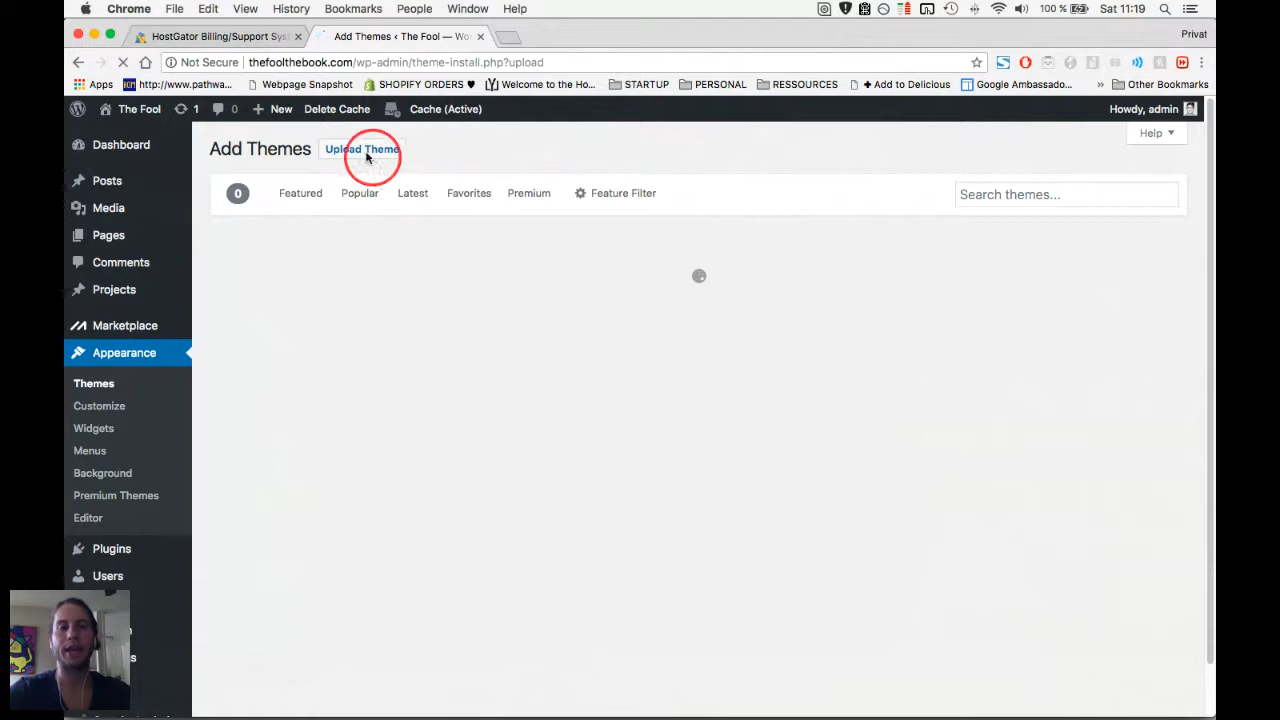 Chrome File Edit View History Bookmarks People Window Help 100 % Sat 11:19
HostGator Billing/Support Sys Add Themes ‹ The Fool — Wo Privat
Not Secure thefoolthebook.com/wp-admin/theme-install.php?upload
Apps http://www.pathwa... Webpage Snapshot SHOPIFY ORDERS ♥ Welcome to the Ho... STARTUP PERSONAL RESSOURCES + Add to Delicious Google Ambassado... » Other Bookmarks
The Fool 1 0 + New Delete Cache Cache (Active) Howdy, admin
Help ▼
Add Themes Upload Theme
0 Featured Popular Latest Favorites Premium Feature Filter Search themes...
Dashboard
Posts
Media
Pages
Comments
Projects
Marketplace
Appearance
Themes
Customize
Widgets
Menus
Background
Premium Themes
Editor
Plugins
Users